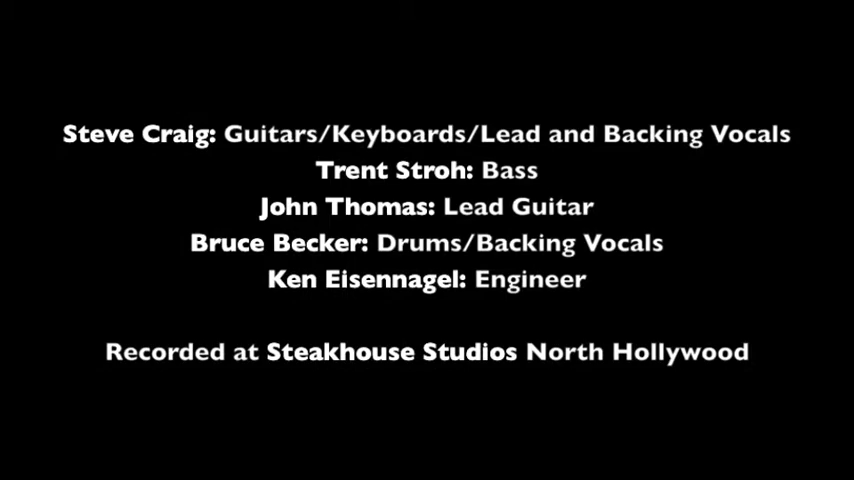 Steve Craig: Guitars/Keyboards/Lead and Backing Vocals
Trent Stroh: Bass
John Thomas: Lead Guitar
Bruce Becker: Drums/Backing Vocals
Ken Eisennagel: Engineer
Recorded at Steakhouse Studios North Hollywood